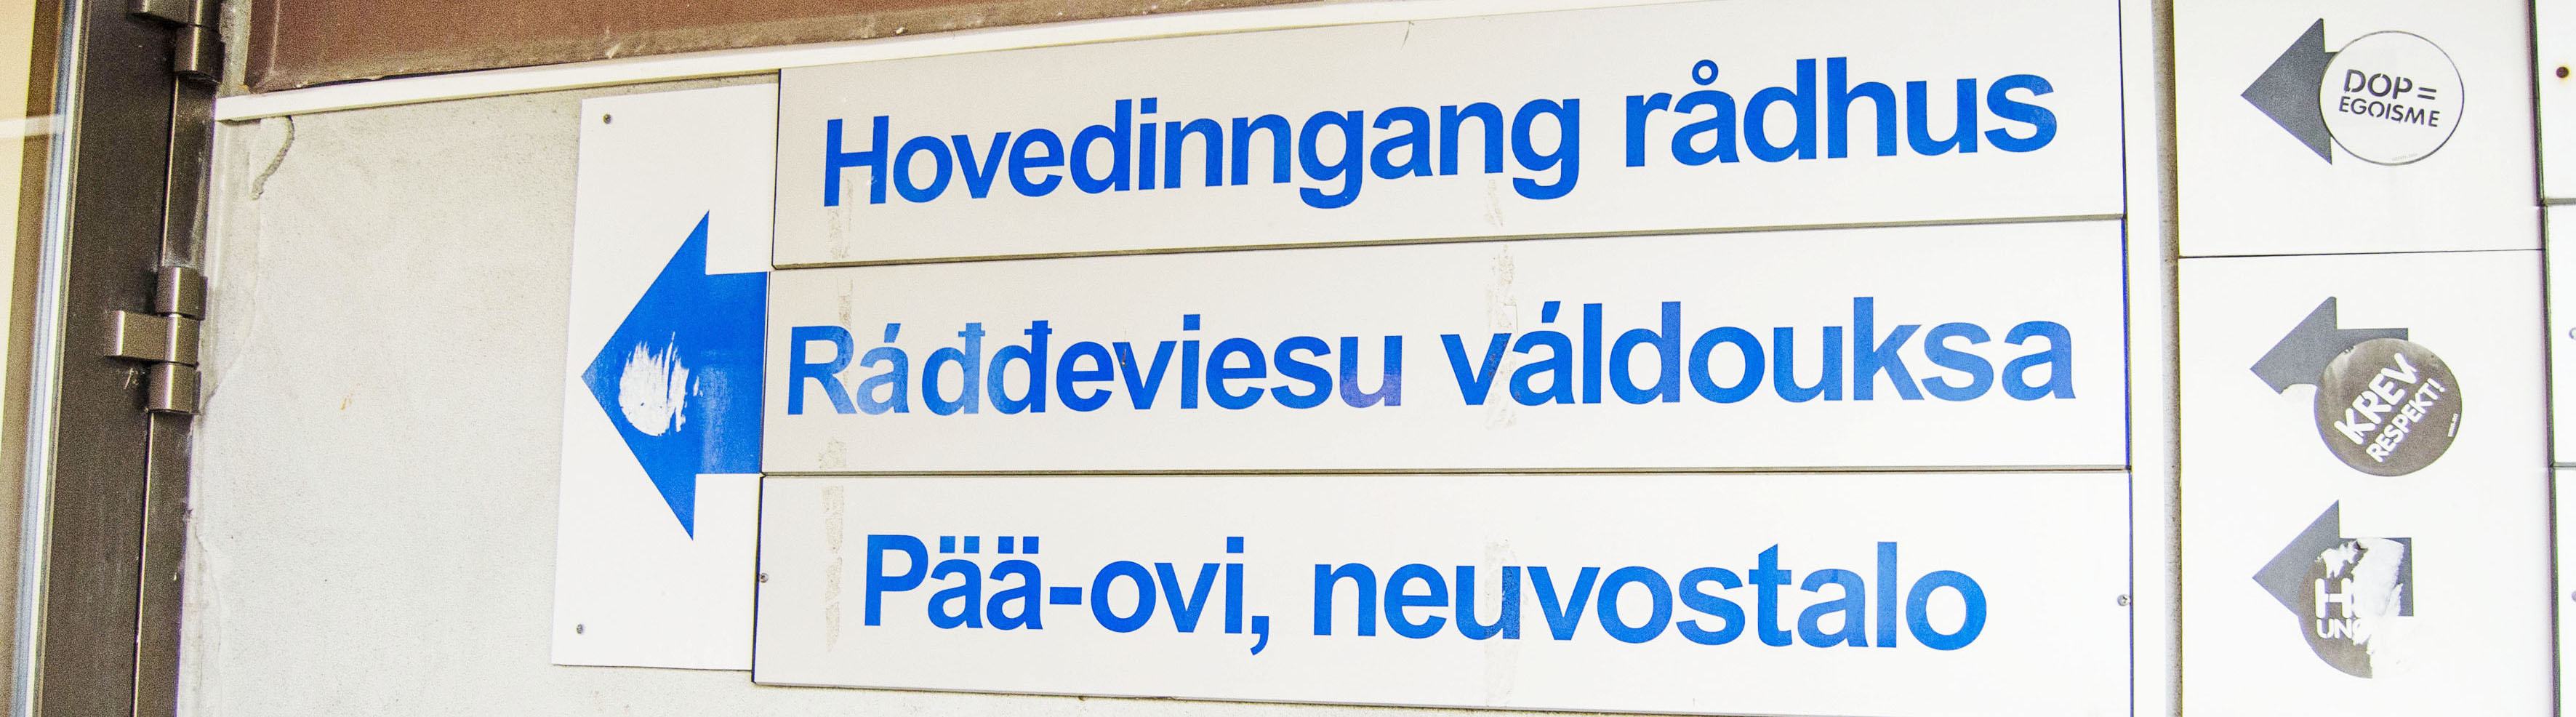 Hovedinngang rådhus
Ráđđeviesu váldouksa
Pää-ovi, neuvostalo
DOP=
EGOISME
KREV
RESPEKT!